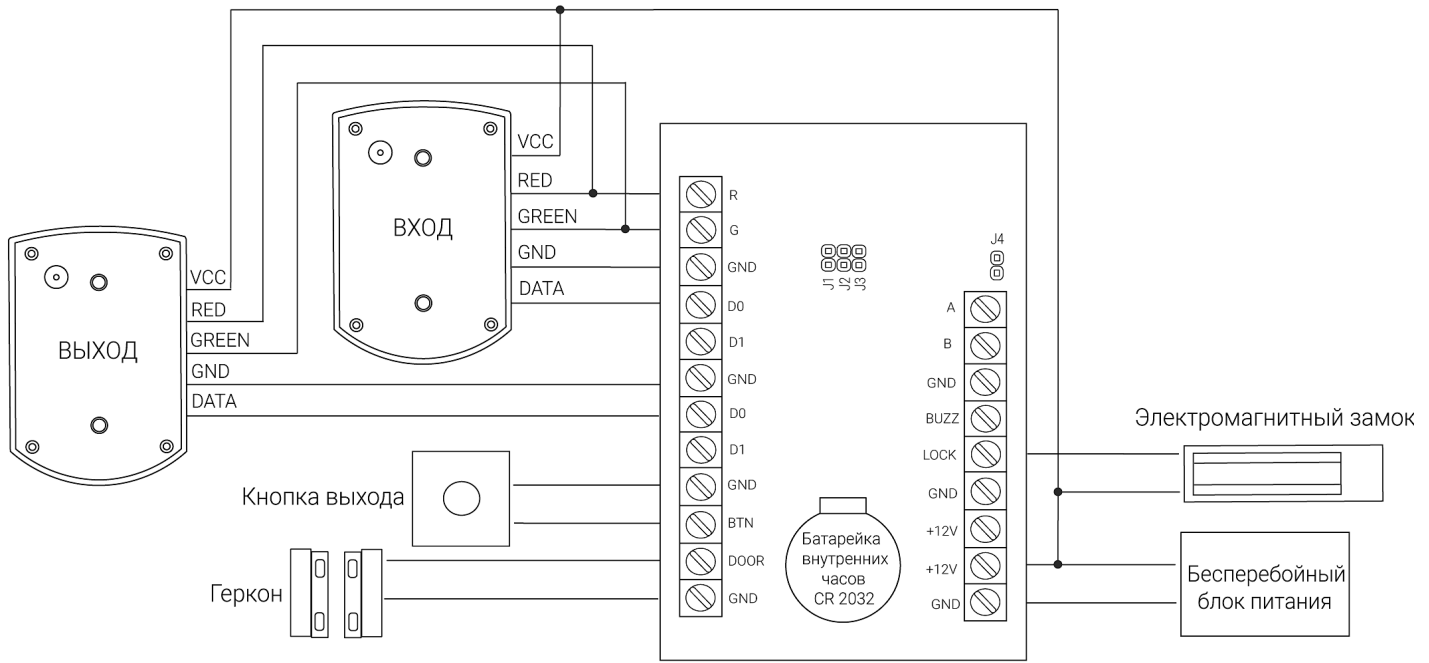 VCC
RED
GREEN
GND
DATA
ВХОД
VCC
RED
GREEN
GND
DATA
ВЫХОД
R
G
GND
D0
D1
GND
D0
D1
GND
BTN
DOOR
GND
J1
J2
J3
J4
A
B
GND
BUZZ
LOCK
GND
+12V
+12V
GND
Кнопка выхода
Геркон
Батарейка
внутренних
часов
CR 2032
Электромагнитный замок
Бесперебойный
блок питания